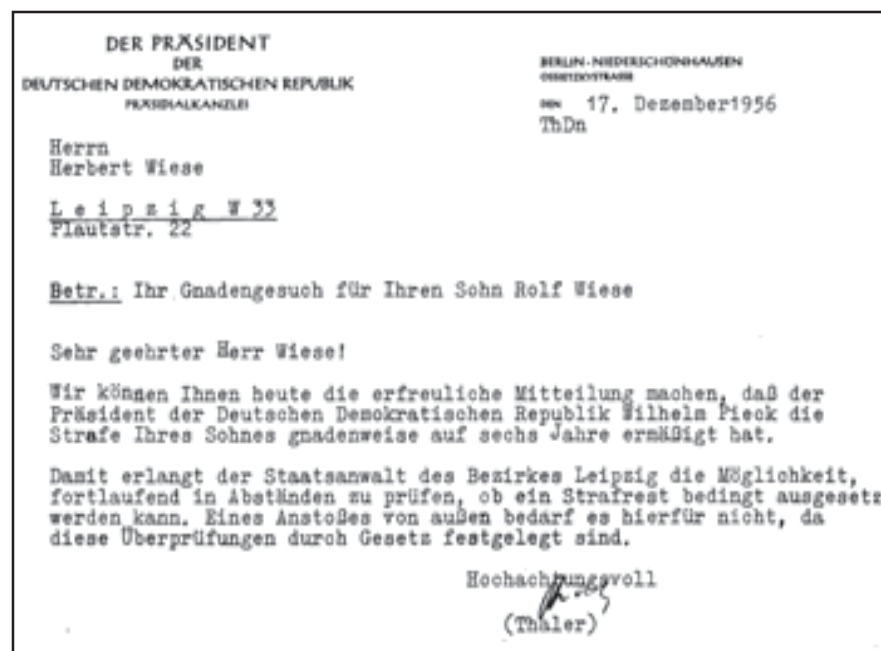 DER PRÄSIDENT
DER
DEUTSCHEN DEMOKRATISCHEN REPUBLIK
PRÄSIDIALKANZLEI
BERLIN-NIEDERSCHÖNHAUSEN
OSSIETZKYSTRASSE
DEN 17. Dezember1956
ThDn
Herrn
Herbert Wiese
Leipzig W 33
Plautstr. 22
Betr.: Ihr Gnadengesuch für Ihren Sohn Rolf Wiese
Sehr geehrter Herr Wiese!
Wir können Ihnen heute die erfreuliche Mitteilung machen, daß der
Präsident der Deutschen Demokratischen Republik Wilhelm Pieck die
Strafe Ihres Sohnes gnadenweise auf sechs Jahre ermäßigt hat.
Damit erlangt der Staatsanwalt des Bezirkes Leipzig die Möglichkeit,
fortlaufend in Abständen zu prüfen, ob ein Strafrest bedingt ausgesetz
werden kann. Eines Anstoßes von außen bedarf es hierfür nicht, da
diese Überprüfungen durch Gesetz festgelegt sind.
Hochachtungsvoll
(Thäler)